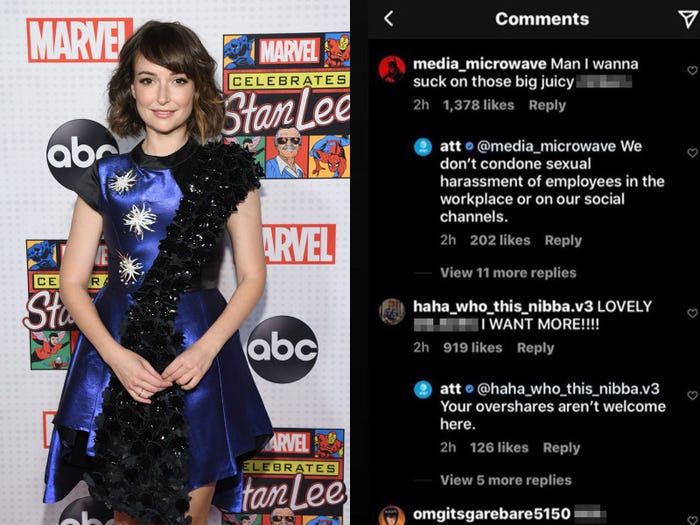 MARVEL
MARVEL
CELEBRATES
Stan Lee
abc
MARVEL
CELEBRA
Sta
abc
MARVEL
CELEBRATES
Stan Lee
abc
Comments
media_microwave Man I wanna
suck on those big juicy
2h 1,378 likes Reply
att @media_microwave We
don't condone sexual
harassment of employees in the
workplace or on our social
channels.
2h 202 likes Reply
View 11 more replies
haha_who_this_nibba.v3 LOVELY
I WANT MORE!!!!
2h 919 likes Reply
att @haha_who_this_nibba.v3
Your overshares aren't welcome
here.
2h 126 likes Reply
View 5 more replies
omgitsgarebare5150